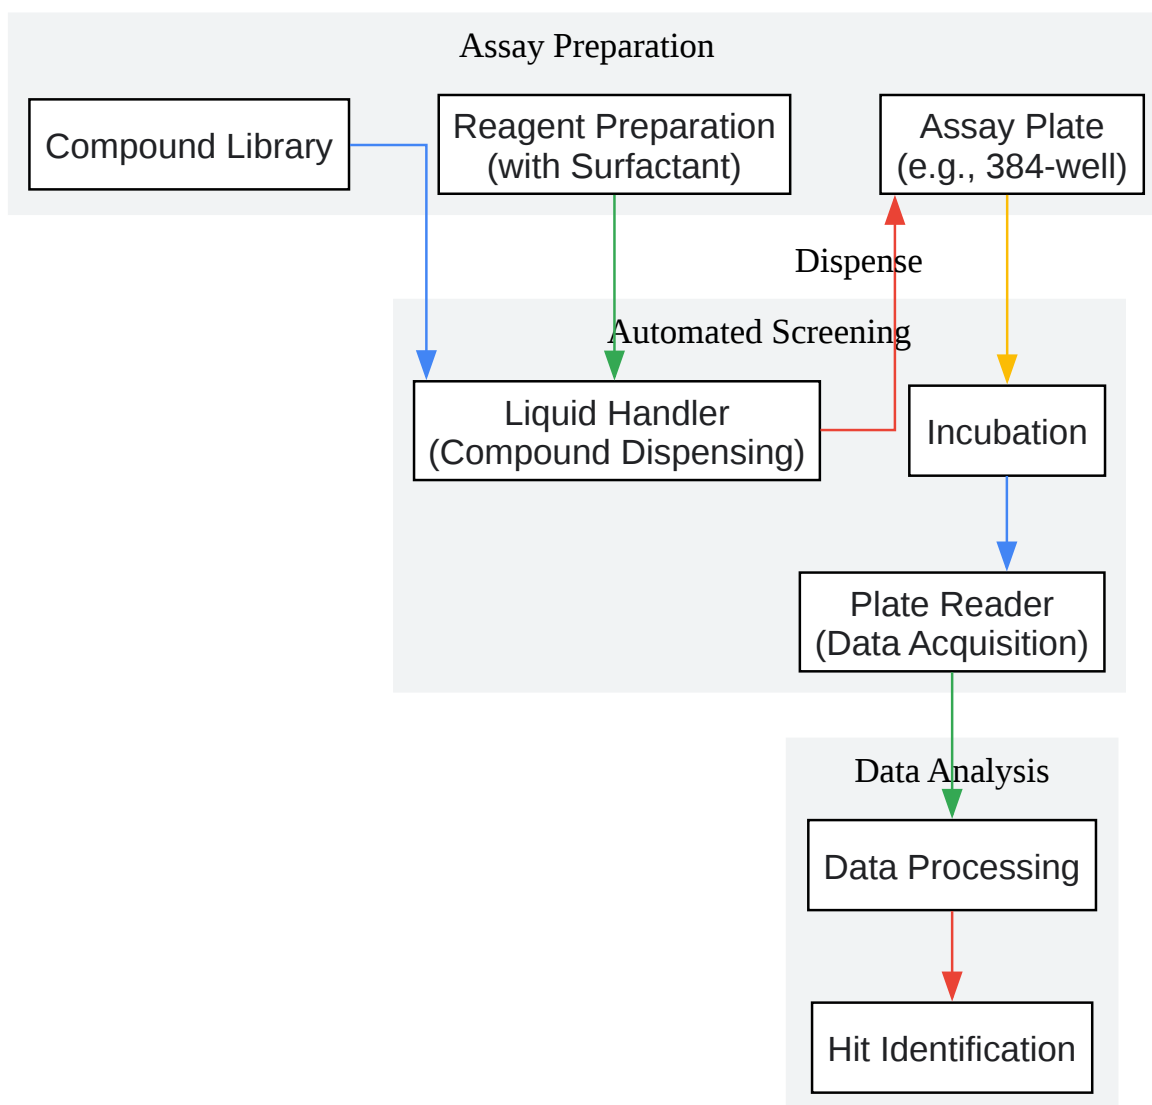 Assay Preparation
Compound Library
Reagent Preparation
(with Surfactant)
Assay Plate
(e.g., 384-well)
Dispense
Automated Screening
Liquid Handler
(Compound Dispensing)
Incubation
Plate Reader
(Data Acquisition)
Data Analysis
Data Processing
Hit Identification